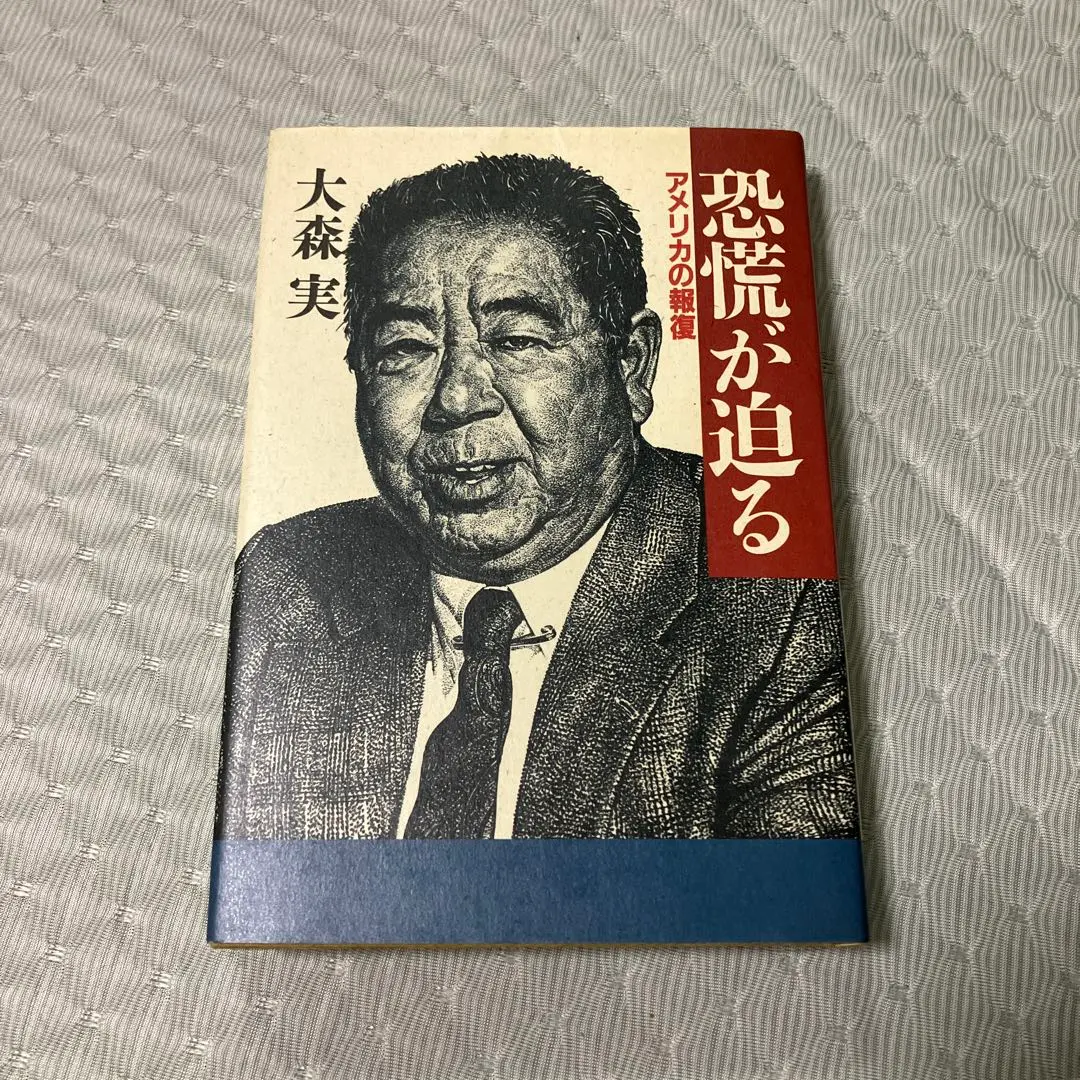 恐慌が迫る
アメリカの報復
大森 実